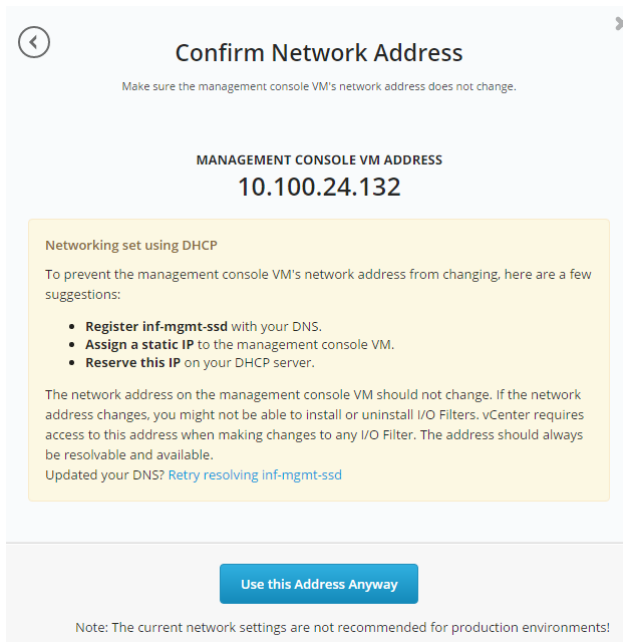 Confirm Network Address
Make sure the management console VM's network address does not change.
MANAGEMENT CONSOLE VM ADDRESS
10.100.24.132
Networking set using DHCP
To prevent the management console VM's network address from changing, here are a few
suggestions:
• Register inf-mgmt-ssd with your DNS.
• Assign a static IP to the management console VM.
• Reserve this IP on your DHCP server.
The network address on the management console VM should not change. If the network
address changes, you might not be able to install or uninstall I/O Filters. vCenter requires
access to this address when making changes to any I/O Filter. The address should always
be resolvable and available.
Updated your DNS? Retry resolving inf-mgmt-ssd
Use this Address Anyway
Note: The current network settings are not recommended for production environments!